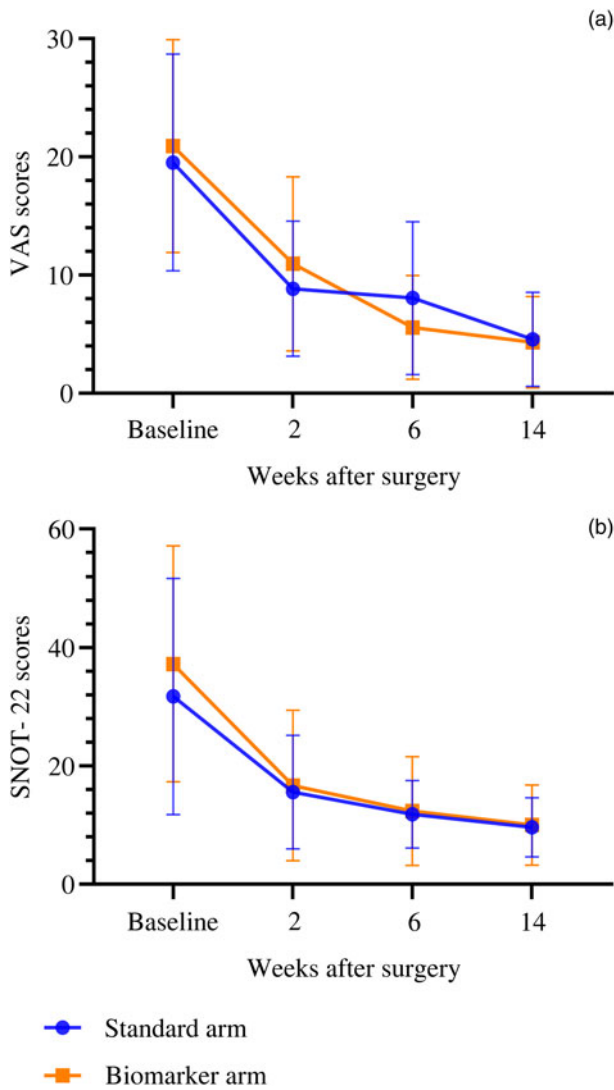 (a)
30
20
10
0
VAS scores
Baseline 2 6 14
Weeks after surgery
(b)
60
40
20
0
SNOT- 22 scores
Baseline 2 6 14
Weeks after surgery
Standard arm
Biomarker arm